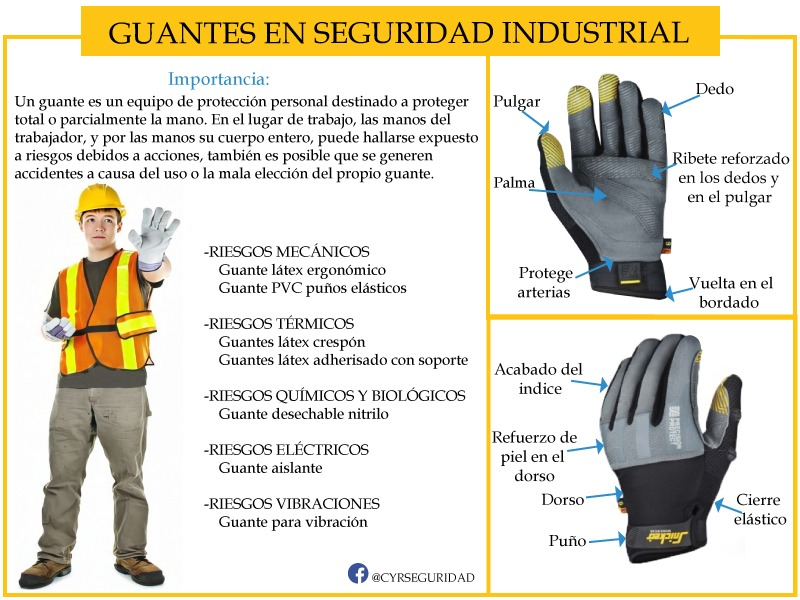 GUANTES EN SEGURIDAD INDUSTRIAL
Importancia:
Un guante es un equipo de protección personal destinado a proteger
total o parcialmente la mano. En el lugar de trabajo, las manos del
trabajador, y por las manos su cuerpo entero, puede hallarse expuesto
a riesgos debidos a acciones, también es posible que se generen
accidentes a causa del uso o la mala elección del propio guante.
-RIESGOS MECÁNICOS
Guante látex ergonómico
Guante PVC puños elásticos
-RIESGOS TÉRMICOS
Guantes látex crespón
Guantes látex adherisado con soporte
-RIESGOS QUÍMICOS Y BIOLÓGICOS
Guante desechable nitrilo
-RIESGOS ELÉCTRICOS
Guante aislante
-RIESGOS VIBRACIONES
Guante para vibración
@CYRSEGURIDAD
Pulgar
Dedo
Palma
Ribete reforzado
en los dedos y
en el pulgar
Protege
arterias
Vuelta en el
bordado
Acabado del
indice
Refuerzo de
piel en el
dorso
Dorso
Puño
Cierre
elástico
Snickers